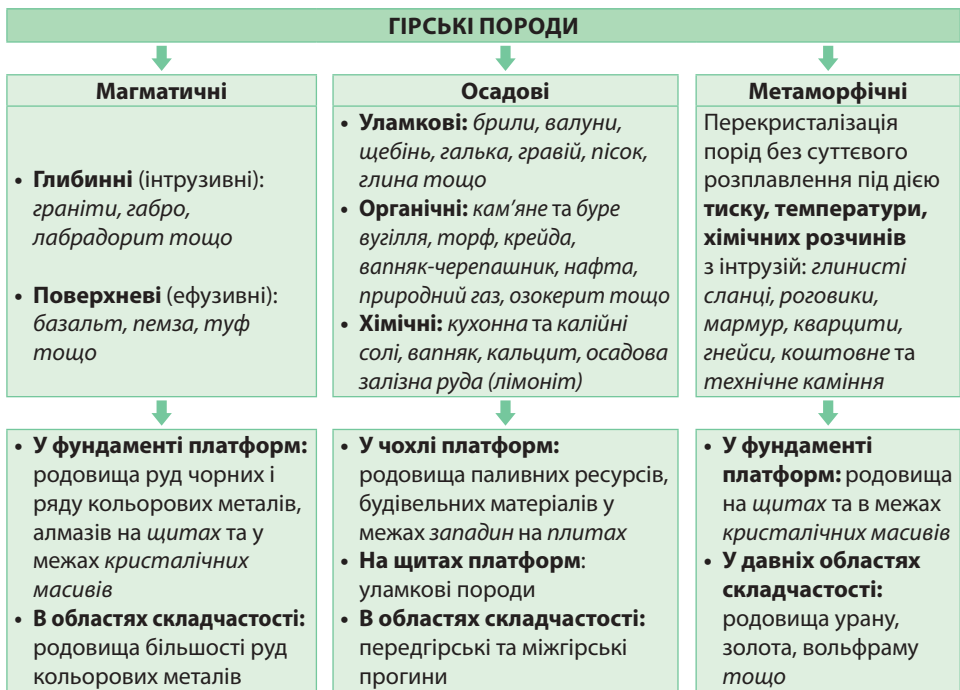 ГІРСЬКІ ПОРОДИ
Магматичні
• Глибинні (інтрузивні):
граніти, габро,
лабрадорит тощо
• Поверхневі (ефузивні):
базальт, пемза, туф
тощо
• У фундаменті платформ:
родовища руд чорних і
ряду кольорових металів,
алмазів на щитах та у
межах кристалічних
масивів
• В областях складчастості:
родовища більшості руд
кольорових металів
Осадові
• Уламкові: брили, валуни,
щебінь, галька, гравій, пісок,
глина тощо
• Органічні: кам'яне та буре
вугілля, торф, крейда,
вапняк-черепашник, нафта,
природний газ, озокерит тощо
• Хімічні: кухонна та калійні
солі, вапняк, кальцит, осадова
залізна руда (лімоніт)
• У чохлі платформ:
родовища паливних ресурсів,
будівельних матеріалів у
межах западин на плитах
• На щитах платформ:
уламкові породи
• В областях складчастості:
передгірські та міжгірські
прогини
Метаморфічні
Перекристалізація
порід без суттєвого
розплавлення під дією
тиску, температури,
хімічних розчинів
з інтрузій: глинисті
сланці, роговики,
мармур, кварцити,
гнейси, коштовне та
технічне каміння
• У фундаменті
платформ: родовища
на щитах та в межах
кристалічних масивів
• У давніх областях
складчастості:
родовища урану,
золота, вольфраму
тощо